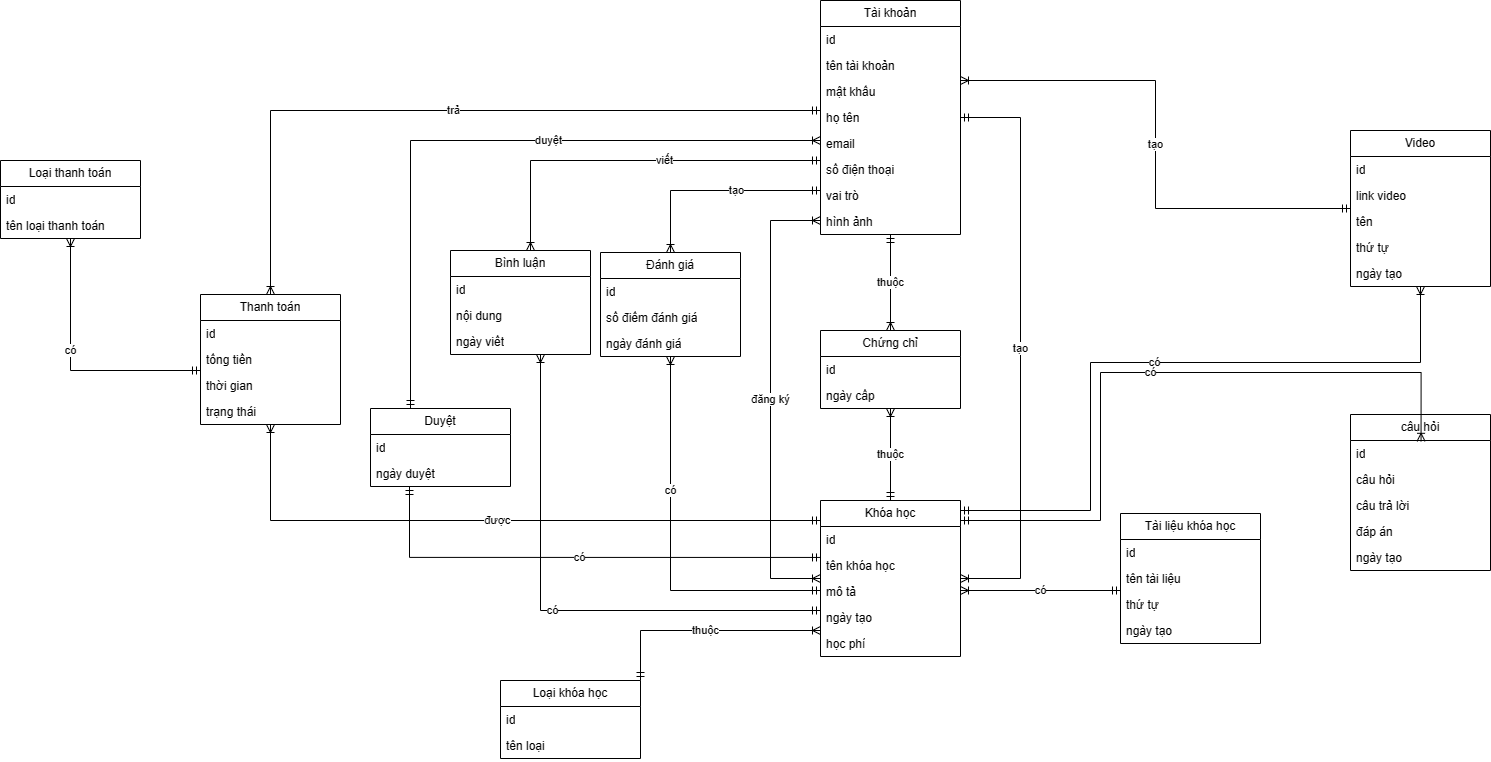 Tài khoản
id
tên tài khoản
mật khẩu
họ tên
email
số điện thoại
vai trò
hình ảnh
trả
duyệt
viết
tạo
tạo
Video
id
link video
tên
thứ tự
ngày tạo
Loại thanh toán
id
tên loại thanh toán
có
Thanh toán
id
tổng tiền
thời gian
trạng thái
Bình luận
id
nội dung
ngày viết
Đánh giá
id
số điểm đánh giá
ngày đánh giá
thuộc
Chứng chỉ
id
ngày cấp
tạo
đăng ký
có
có
Duyệt
id
ngày duyệt
thuộc
câu hỏi
id
câu hỏi
câu trả lời
đáp án
ngày tạo
có
được
có
có
Khóa học
id
tên khóa học
mô tả
ngày tạo
học phí
có
Tài liệu khóa học
id
tên tài liệu
thứ tự
ngày tạo
thuộc
Loại khóa học
id
tên loại